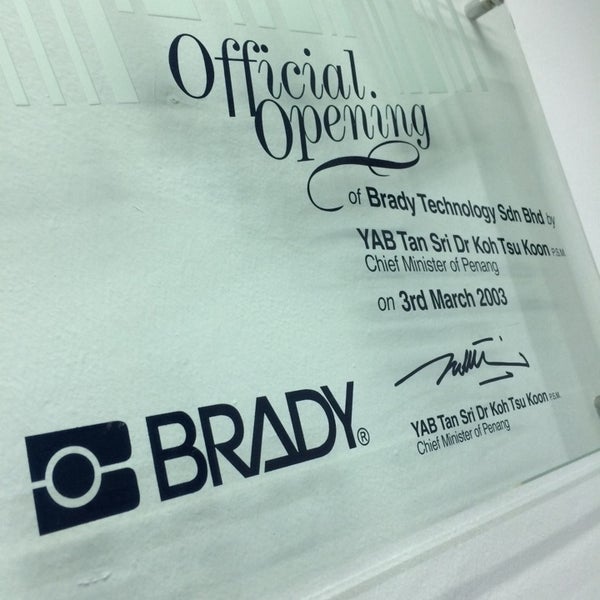 Official
Opening
of Brady Technology Sdn Bhd by
YAB Tan Sri Dr Koh Tsu Koon P.S.M.
Chief Minister of Penang
on 3rd March 2003
YAB Tan Sri Dr Koh Tsu Koon P.S.M.
Chief Minister of Penang
BRADY®